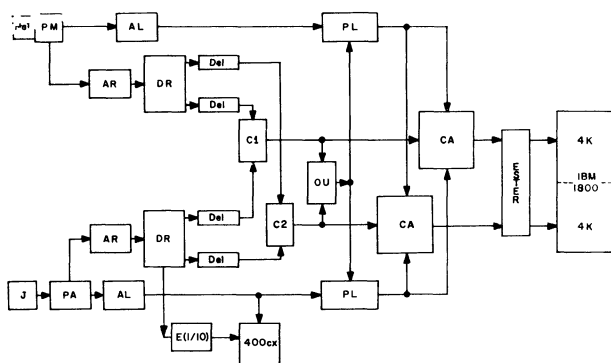 PM
AL
PL
AR
DR
Del
Del
C1
CA
4K
IBM
1800
4K
OU
ESMTER
C2
CA
Del
Del
AR
DR
J
PA
AL
PL
E(1/10)
400cx